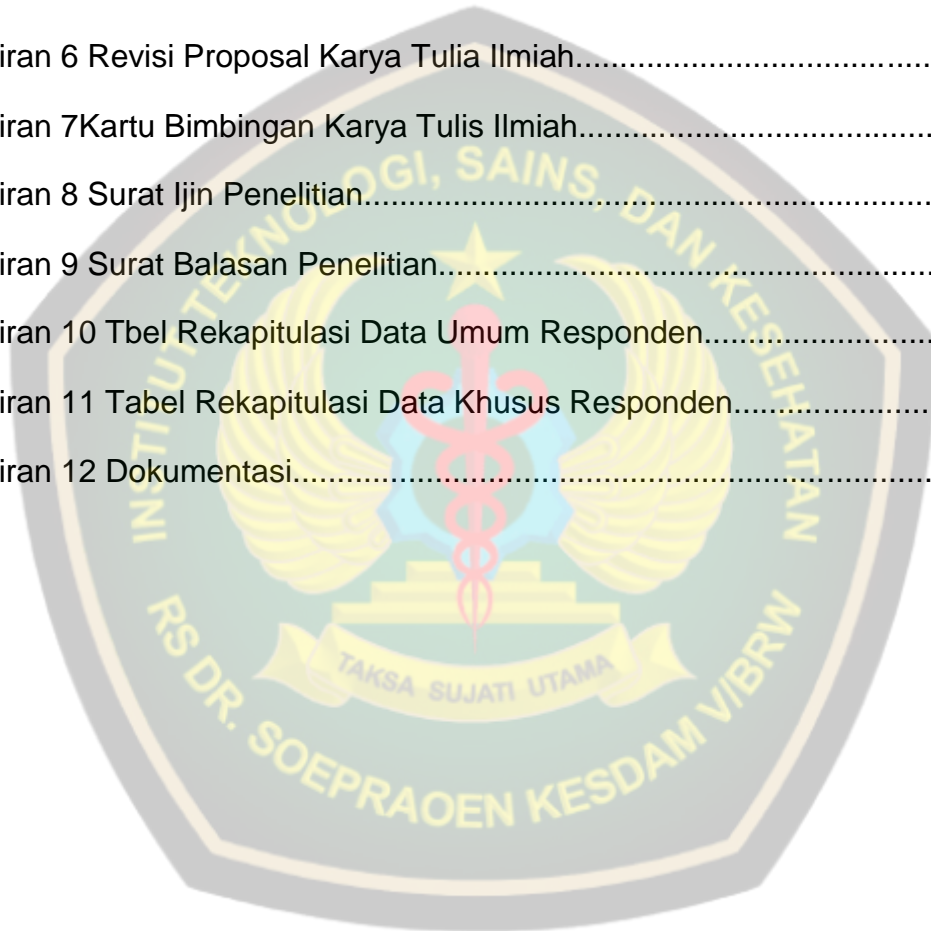 iran 6 Revisi Proposal Karya Tulia Ilmiah..........................................
iran 7Kartu Bimbingan Karya Tulis Ilmiah..........................................
iran 8 Surat Ijin Penelitian....................................................................
iran 9 Surat Balasan Penelitian...........................................................
iran 10 Tbel Rekapitulasi Data Umum Responden...........................
iran 11 Tabel Rekapitulasi Data Khusus Responden.......................
iran 12 Dokumentasi............................................................................
INSTITUT TEKNOLOGI, SAINS, DAN KESEHATAN
TAKSA SUJATI UTAMA
RS DR. SOEPRAOEN KESDAM V/BRW